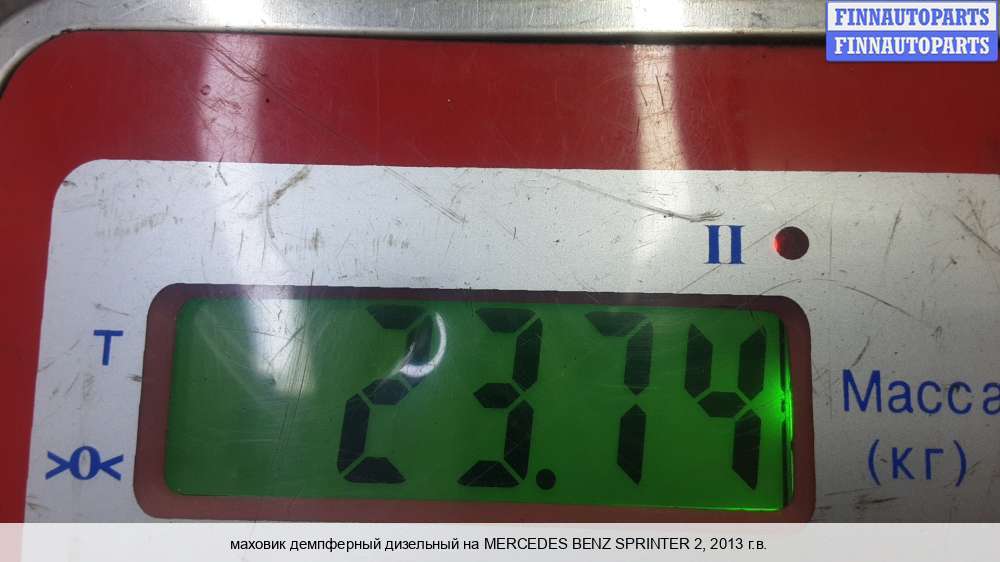 FINNAUTOPARTS
FINNAUTOPARTS
II
T
23.74
Масса
>0<
(кг)
маховик демпферный дизельный на MERCEDES BENZ SPRINTER 2, 2013 г.в.